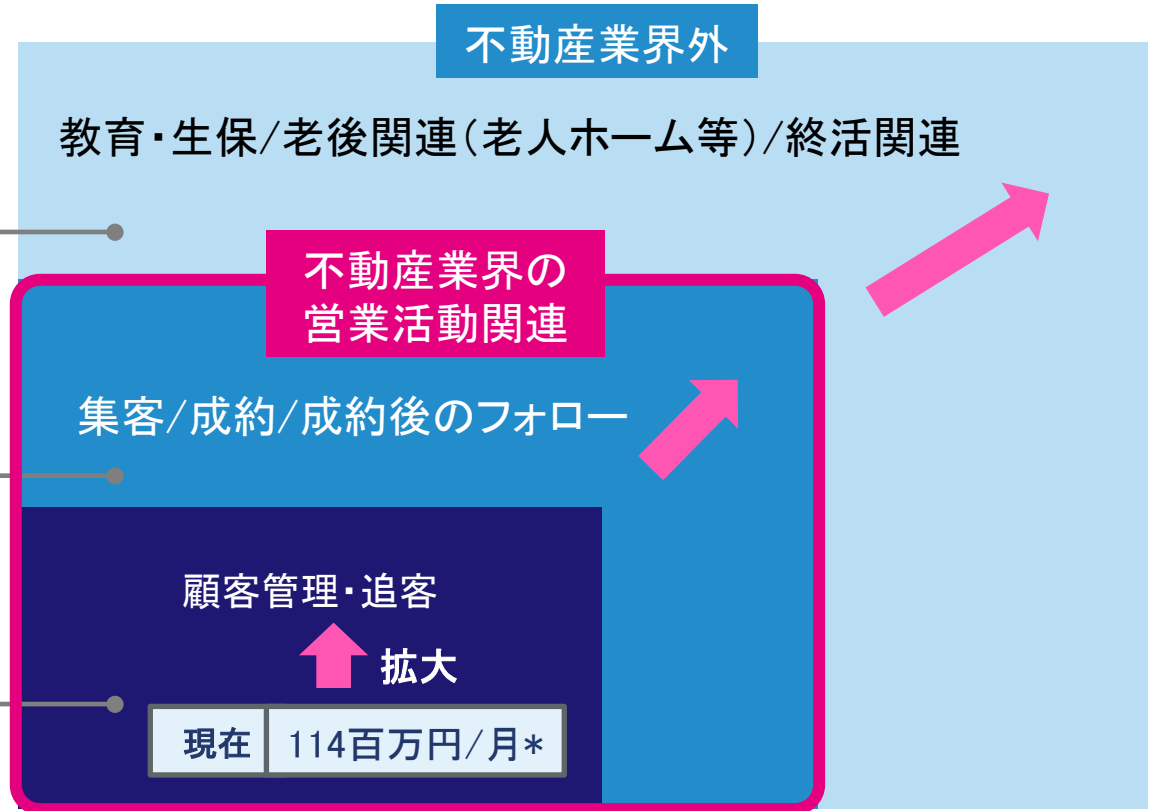 不動産業界外
教育・生保/老後関連(老人ホーム等)/終活関連
不動産業界の
営業活動関連
集客/成約/成約後のフォロー
顧客管理・追客
拡大
現在 114百万円/月*